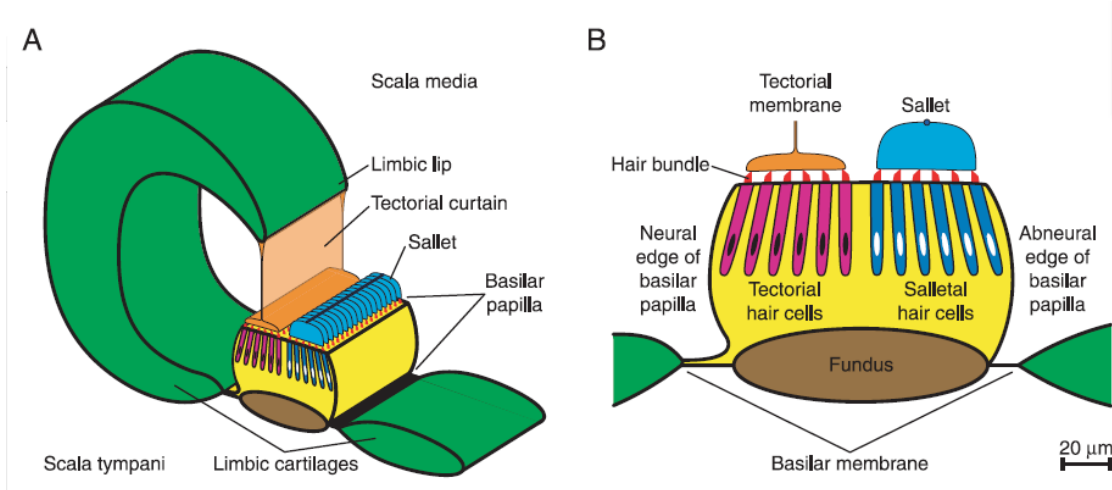 A
Scala media
Limbic lip
Tectorial curtain
Sallet
Basilar
papilla
Scala tympani
Limbic cartilages
B
Tectorial
membrane
Sallet
Hair bundle
Neural
edge of
basilar
papilla
Abneural
edge of
basilar
papilla
Tectorial
hair cells
Salletal
hair cells
Fundus
Basilar membrane
20 μm